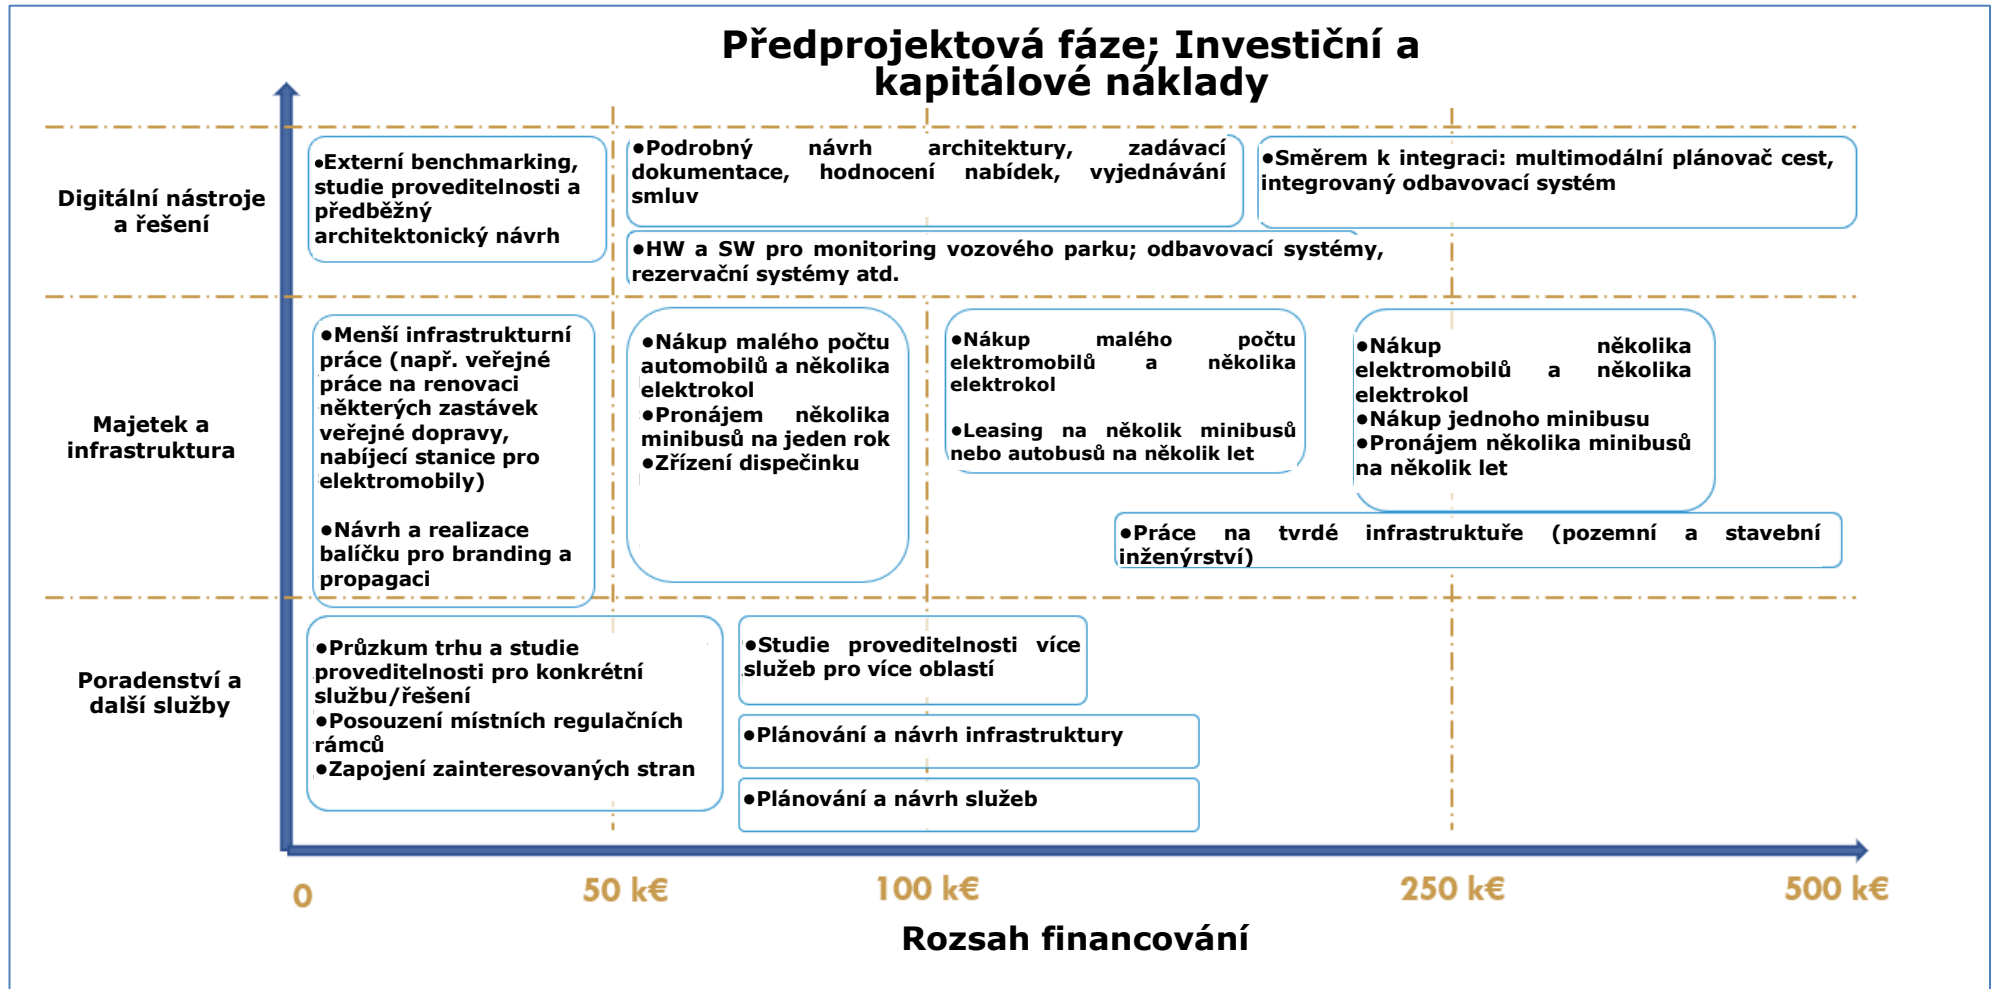 Předprojektová fáze; Investiční a
kapitálové náklady
Digitální nástroje
a řešení
●Externí benchmarking,
studie proveditelnosti a
předběžný
architektonický návrh
●Podrobný návrh architektury, zadávací
dokumentace, hodnocení nabídek, vyjednávání
smluv
●Směrem k integraci: multimodální plánovač cest,
integrovaný odbavovací systém
●HW a SW pro monitoring vozového parku; odbavovací systémy,
rezervační systémy atd.
Majetek a
infrastruktura
●Menší infrastrukturní
práce (např. veřejné
práce na renovaci
některých zastávek
veřejné dopravy,
nabíjecí stanice pro
elektromobily)
●Návrh a realizace
balíčku pro branding a
propagaci
●Nákup malého počtu
automobilů a několika
elektrokol
●Pronájem několika
minibusů na jeden rok
●Zřízení dispečinku
●Nákup malého počtu
elektromobilů a několika
elektrokol
●Leasing na několik minibusů
nebo autobusů na několik let
●Nákup několika
elektromobilů a několika
elektrokol
●Nákup jednoho minibusu
●Pronájem několika minibusů
na několik let
●Práce na tvrdé infrastruktuře (pozemní a stavební
inženýrství)
Poradenství a
další služby
●Průzkum trhu a studie
proveditelnosti pro konkrétní
službu/řešení
●Posouzení místních regulačních
rámců
●Zapojení zainteresovaných stran
●Studie proveditelnosti více
služeb pro více oblastí
●Plánování a návrh infrastruktury
●Plánování a návrh služeb
0
50 k€
100 k€
250 k€
500 k€
Rozsah financování